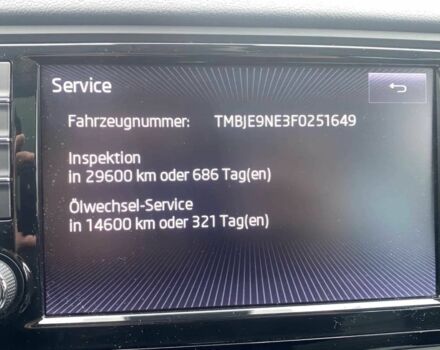 Service
Fahrzeugnummer: TMBJE9NE3F0251649
Inspektion
in 29600 km oder 686 Tag(en)
Ölwechsel-Service
in 14600 km oder 321 Tag(en)